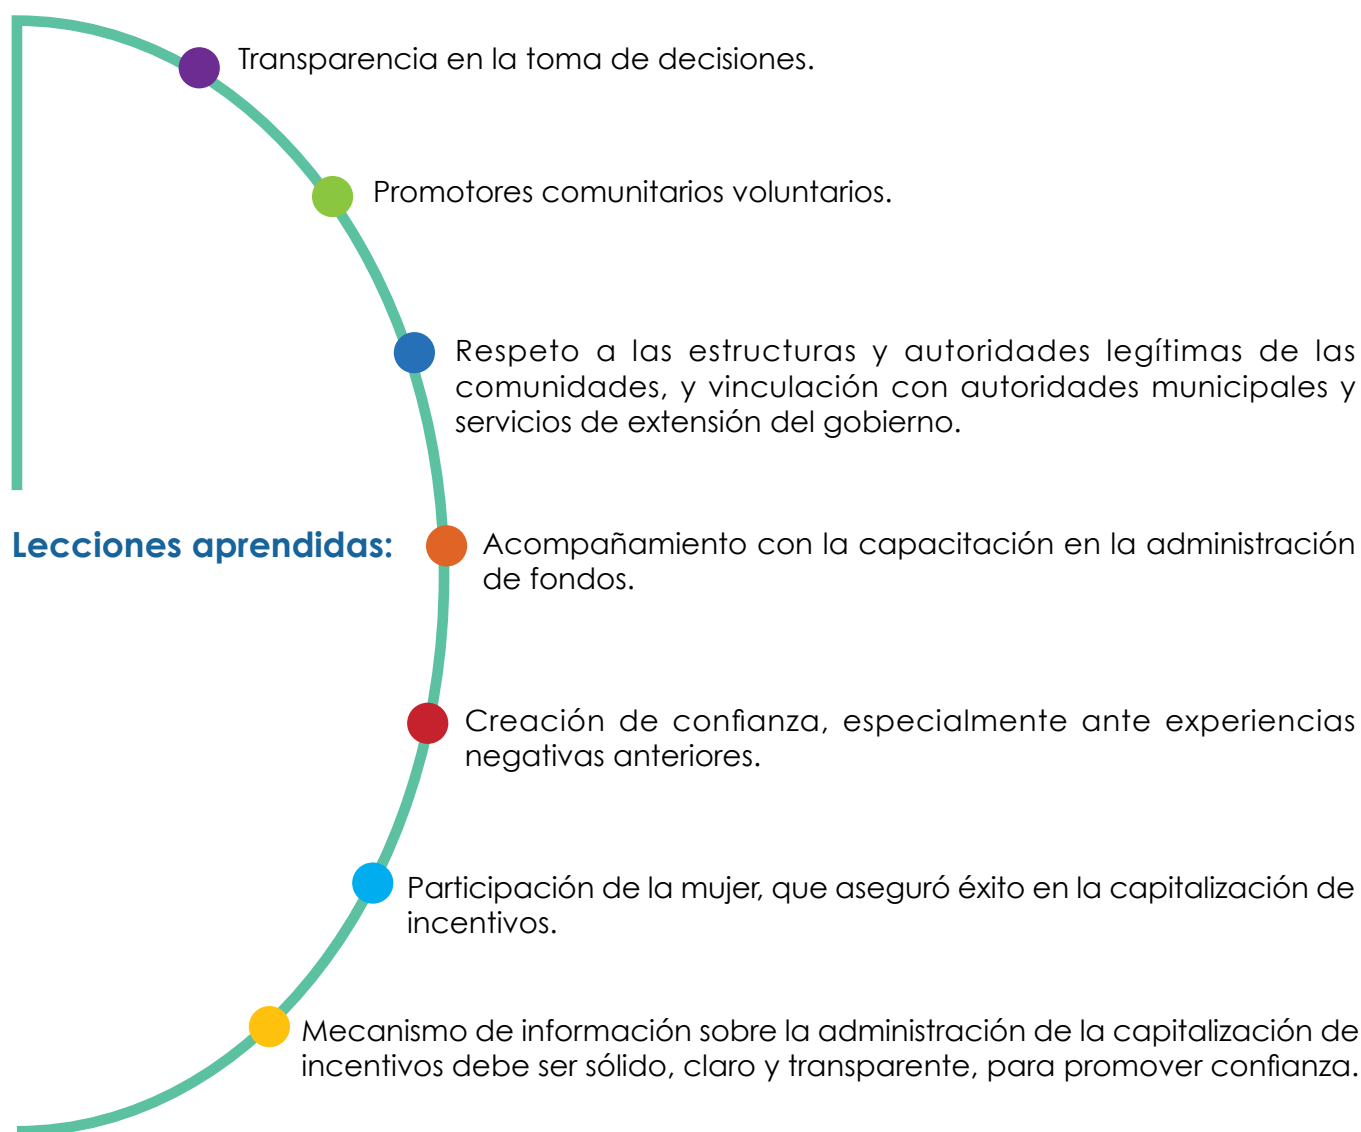 Transparencia en la toma de decisiones.
Promotores comunitarios voluntarios.
Respeto a las estructuras y autoridades legítimas de las
comunidades, y vinculación con autoridades municipales y
servicios de extensión del gobierno.
Lecciones aprendidas:
Acompañamiento con la capacitación en la administración
de fondos.
Creación de confianza, especialmente ante experiencias
negativas anteriores.
Participación de la mujer, que aseguró éxito en la capitalización de
incentivos.
Mecanismo de información sobre la administración de la capitalización de
incentivos debe ser sólido, claro y transparente, para promover confianza.